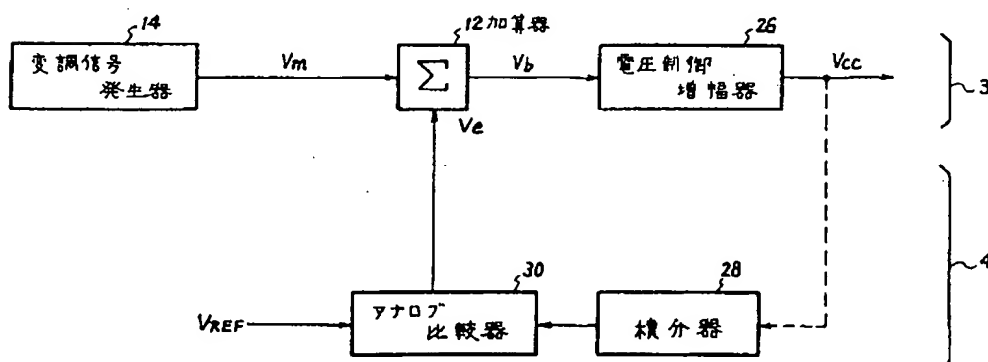 14
変調信号
発生器
Vm
12 加算器
Σ
Ve
Vb
26
電圧制御
増幅器
Vcc
3
VREF
30
アナログ
比較器
28
積分器
4